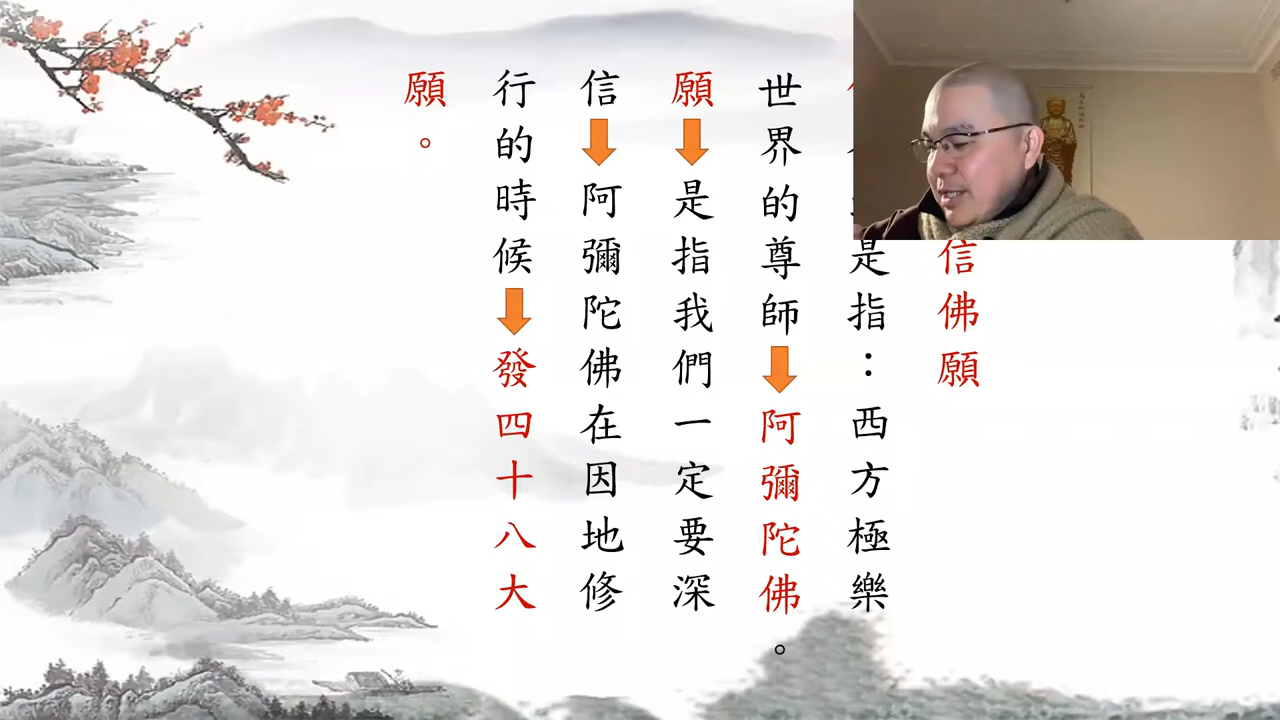 信佛願
是指：西方極樂
世界的尊師阿彌陀佛。
願是指我們一定要深
信阿彌陀佛在因地修
行的時候發四十八大
願。